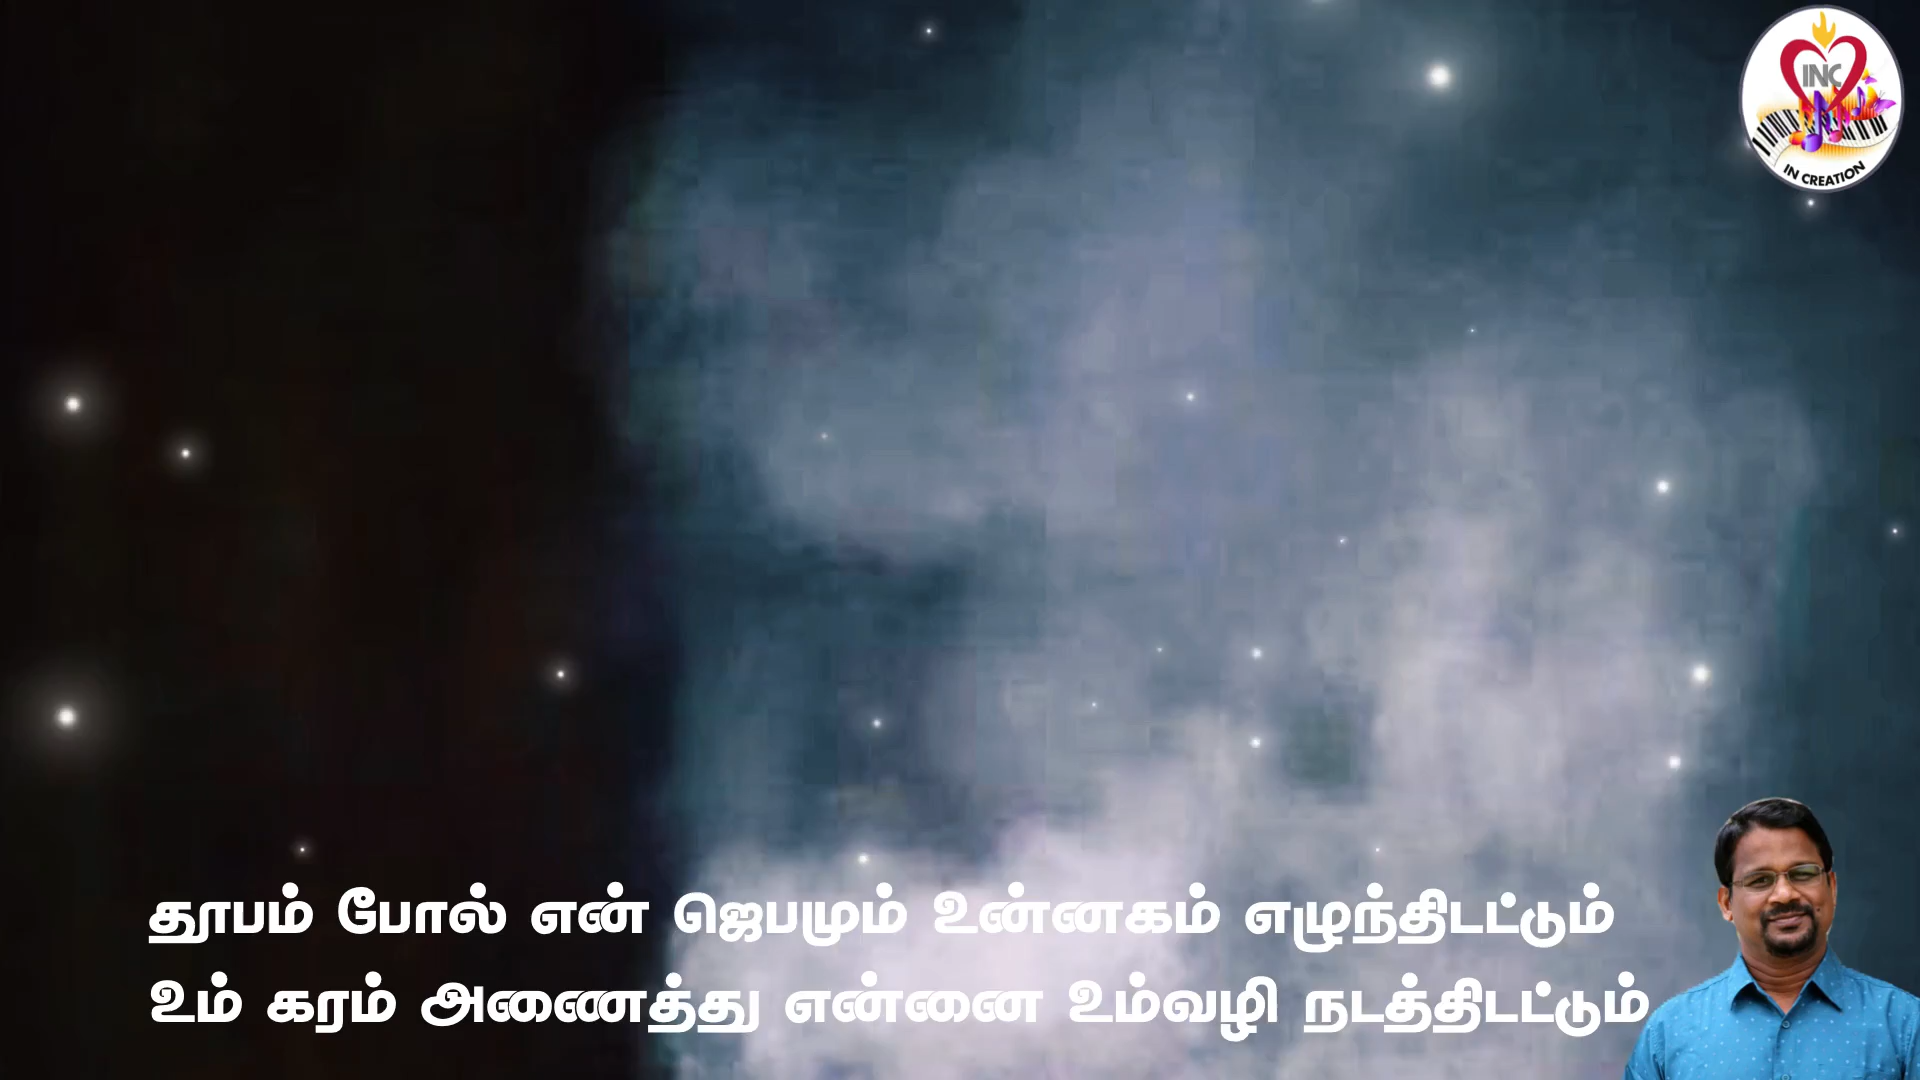 INC
IN CREATION
தூபம் போல் என் ஜெபமும் உன்னகம் எழுந்திடட்டும்
உம் கரம் அணைத்து என்னை உம்வழி நடத்திடட்டும்